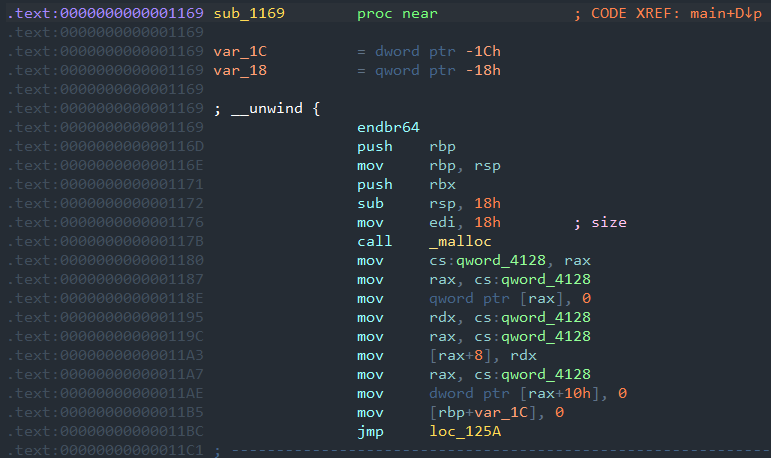 .text:0000000000001169 sub_1169 proc near ; CODE XREF: main+D↓p
.text:0000000000001169
.text:0000000000001169 var_1C = dword ptr -1Ch
.text:0000000000001169 var_18 = qword ptr -18h
.text:0000000000001169
.text:0000000000001169 ; __unwind {
.text:0000000000001169 endbr64
.text:000000000000116D push rbp
.text:000000000000116E mov rbp, rsp
.text:0000000000001171 push rbx
.text:0000000000001172 sub rsp, 18h
.text:0000000000001176 mov edi, 18h ; size
.text:000000000000117B call _malloc
.text:0000000000001180 mov cs:qword_4128, rax
.text:0000000000001187 mov rax, cs:qword_4128
.text:000000000000118E mov qword ptr [rax], 0
.text:0000000000001195 mov rdx, cs:qword_4128
.text:000000000000119C mov rax, cs:qword_4128
.text:00000000000011A3 mov [rax+8], rdx
.text:00000000000011A7 mov rax, cs:qword_4128
.text:00000000000011AE mov dword ptr [rax+10h], 0
.text:00000000000011B5 mov [rbp+var_1C], 0
.text:00000000000011BC jmp loc_125A
.text:00000000000011C1 ; ---------------------------------------------------------------------------